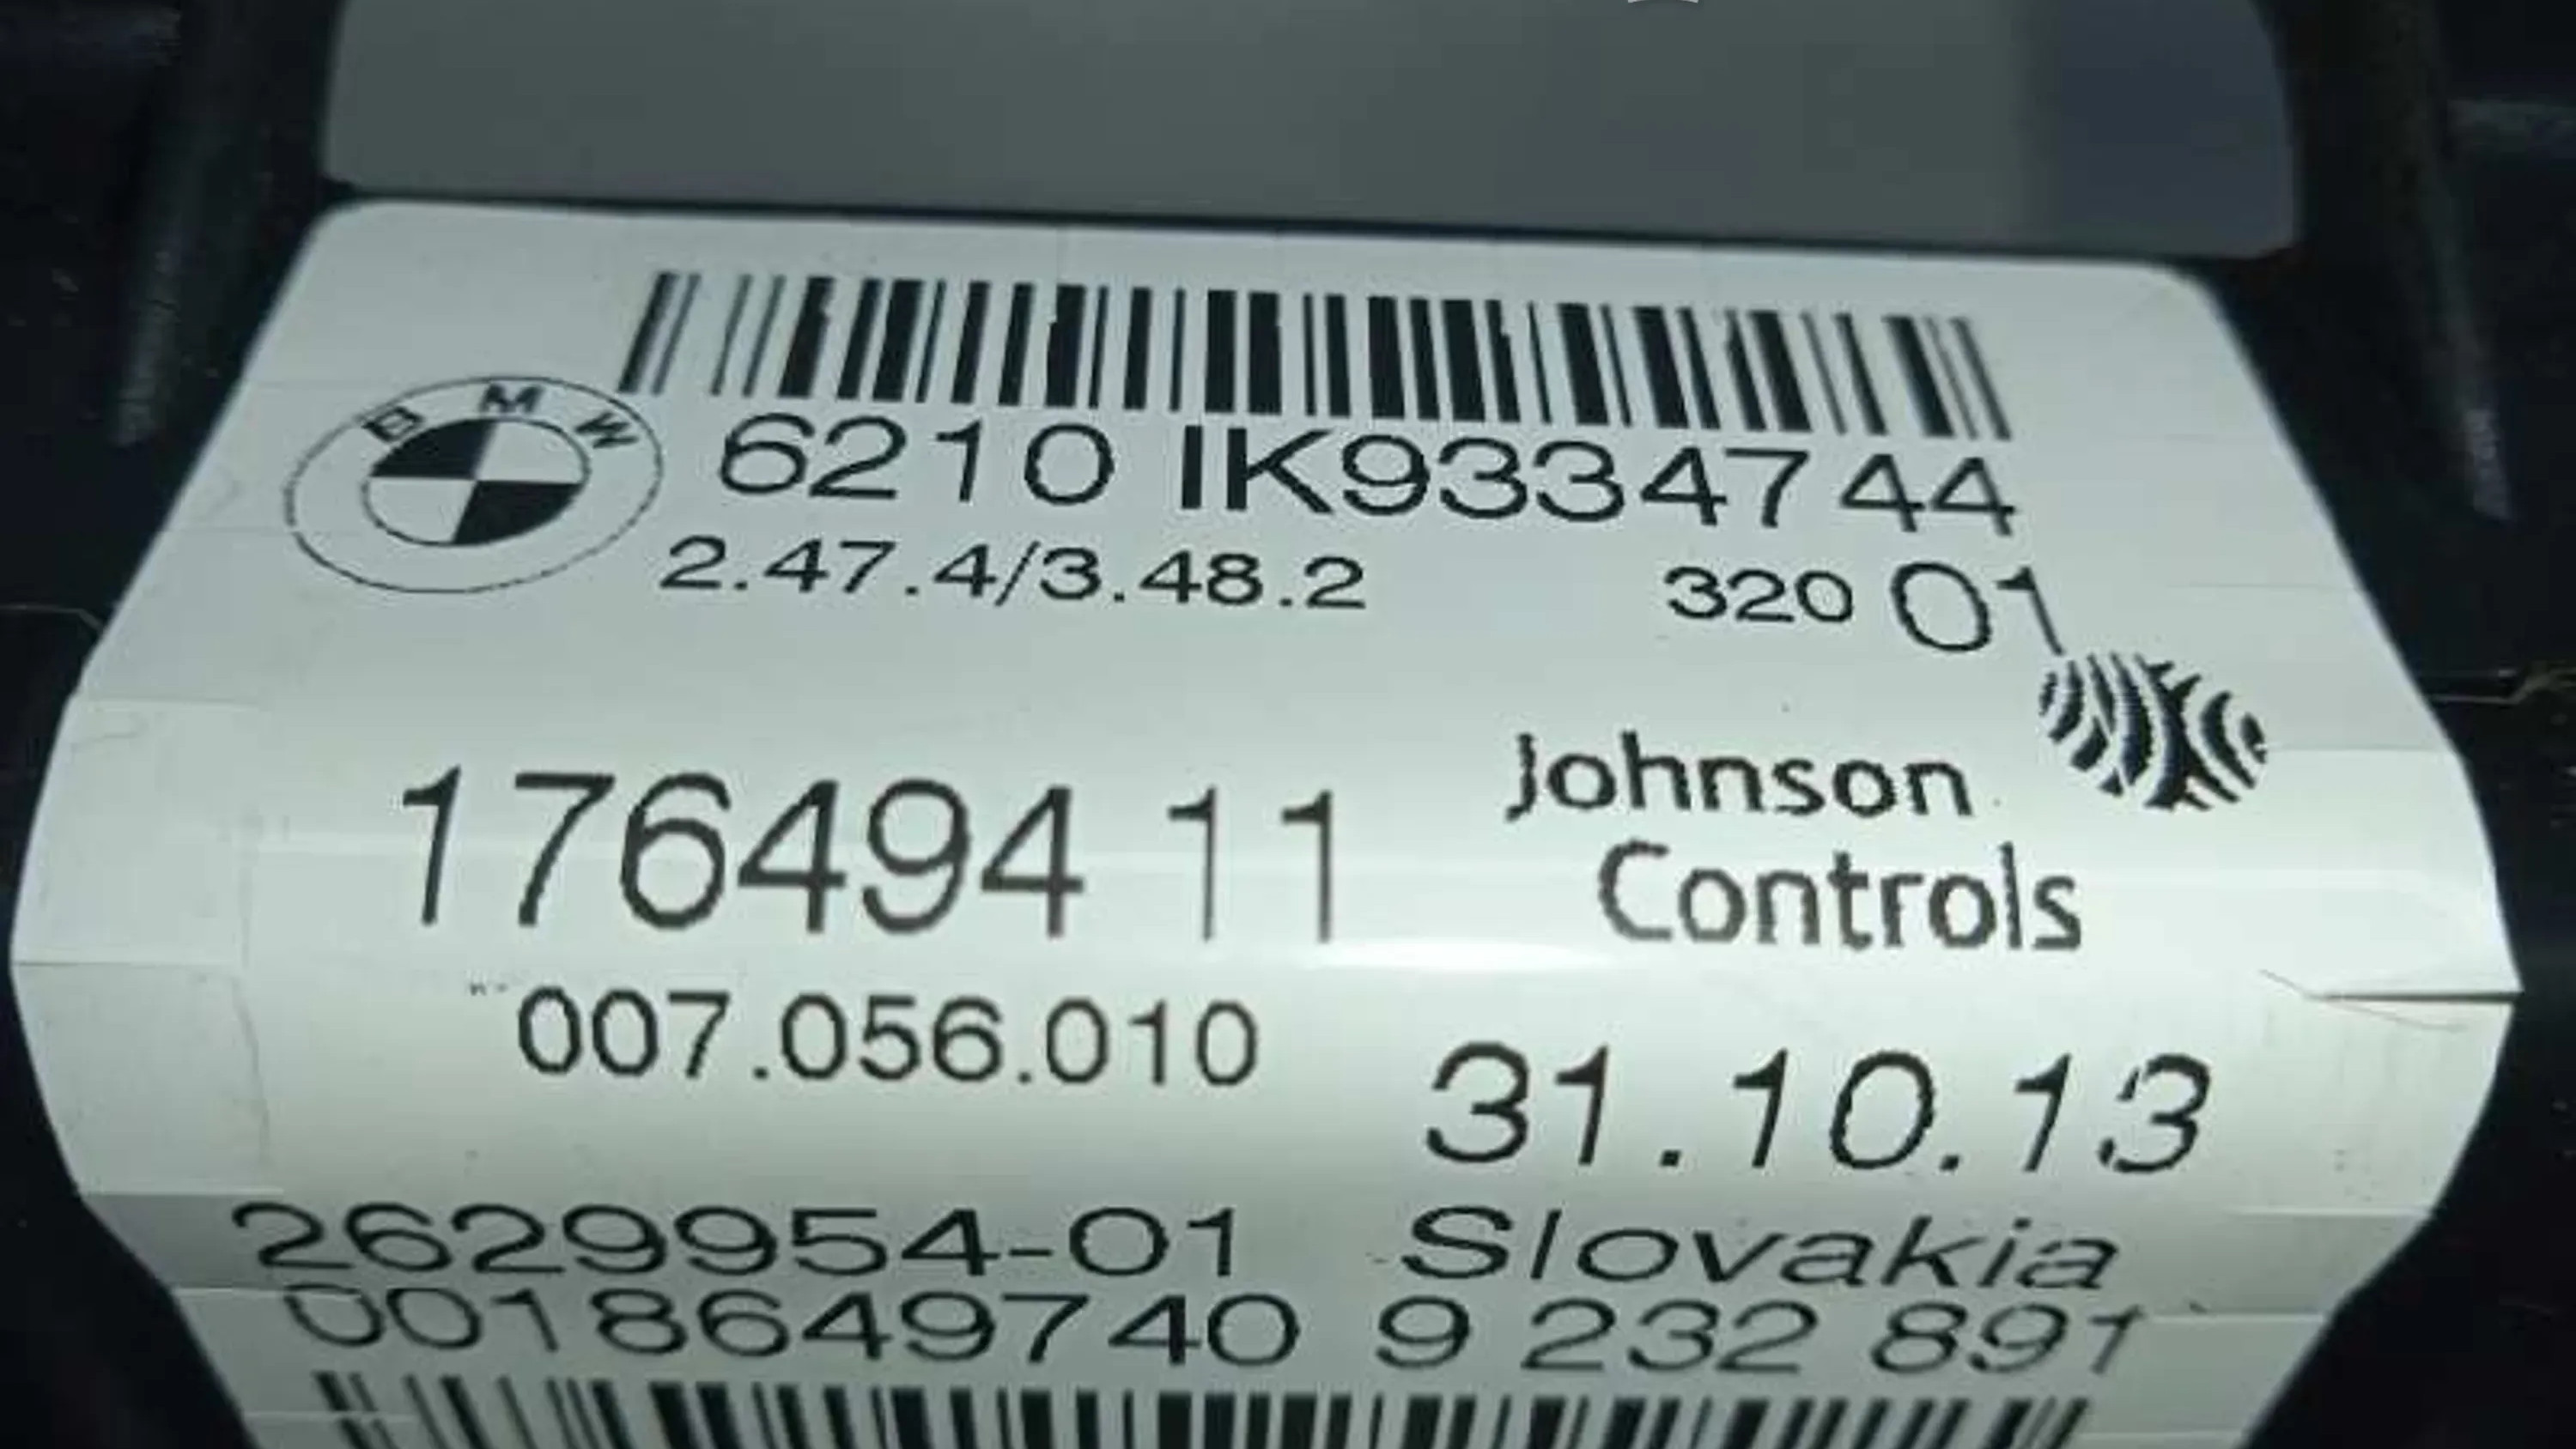 BMW
6210 IK9334744
2.47.4/3.48.2 320 01
176494 11
Johnson
Controls
007.056.010
31.10.13
2629954-01 Slovakia
0018649740 9 232 891